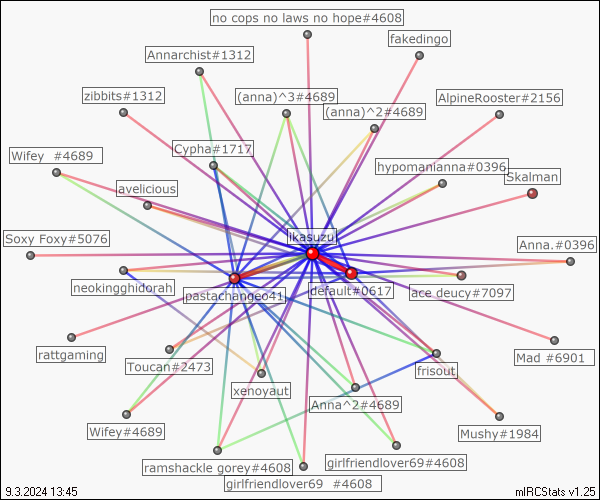 no cops no laws no hope#4608
fakedingo
Annarchist#1312
zibbits#1312
(anna)^3#4689
(anna)^2#4689
AlpineRooster#2156
Cypha#1717
Wifey #4689
hypomanianna#0396
Skalman
avelicious
ikasuzu
Soxy Foxy#5076
Anna.#0396
neokingghidorah
pastachange041
default#0617
ace deucy#7097
rattgaming
Toucan#2473
Mad #6901
frisout
xenoyaut
Anna^2#4689
Wifey#4689
Mushy#1984
ramshackle gorey#4608
girlfriendlover69#4608
girlfriendlover69 #4608
9.3.2024 13:45
mIRCStats v1.25